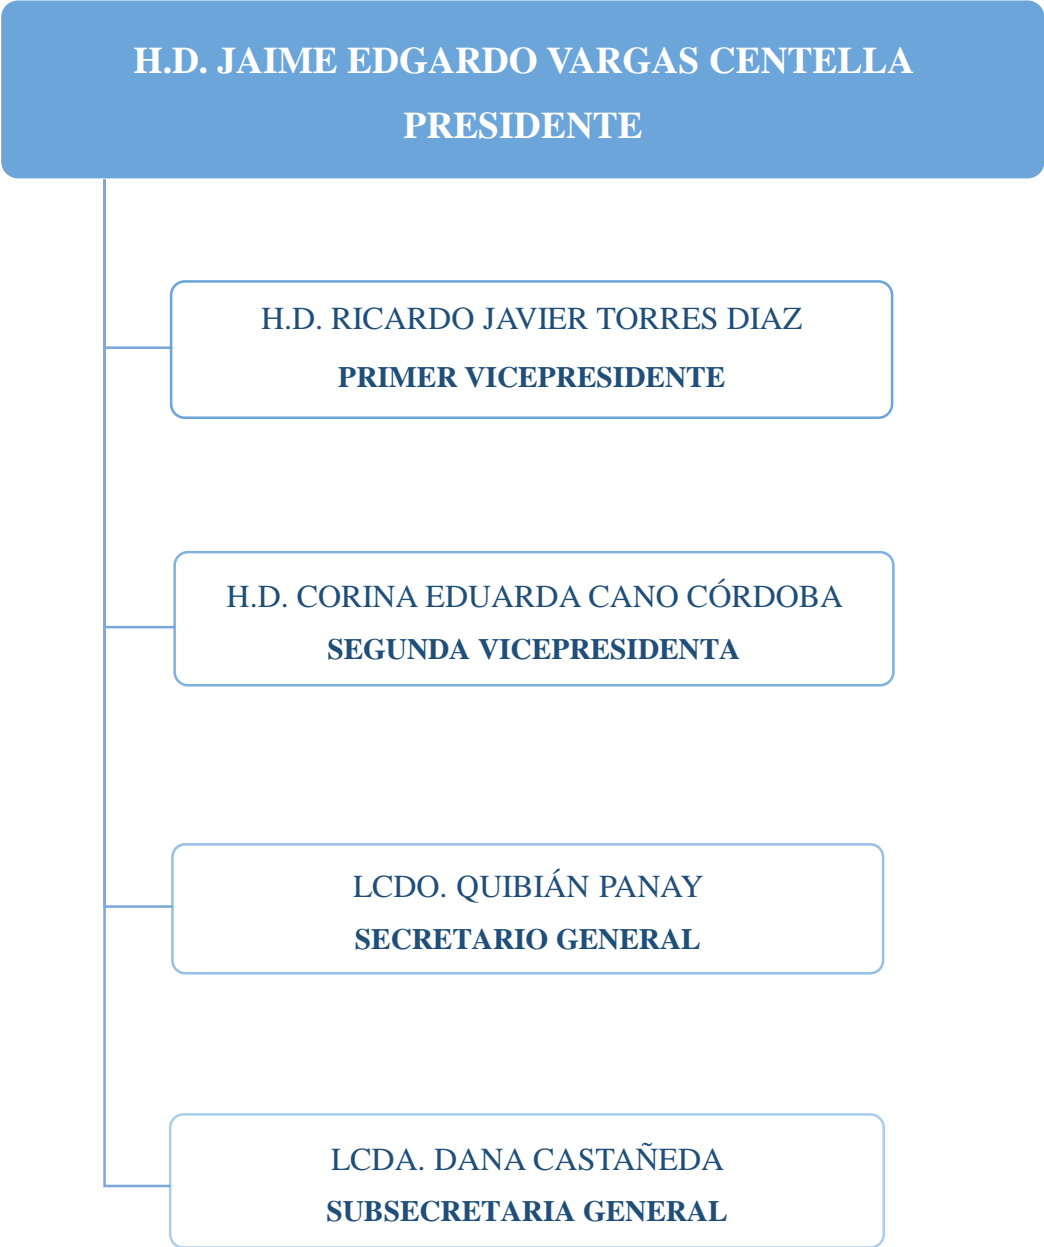 H.D. JAIME EDGARDO VARGAS CENTELLA
PRESIDENTE
H.D. RICARDO JAVIER TORRES DIAZ
PRIMER VICEPRESIDENTE
H.D. CORINA EDUARDA CANO CÓRDOBA
SEGUNDA VICEPRESIDENTA
LCDO. QUIBIÁN PANAY
SECRETARIO GENERAL
LCDA. DANA CASTAÑEDA
SUBSECRETARIA GENERAL